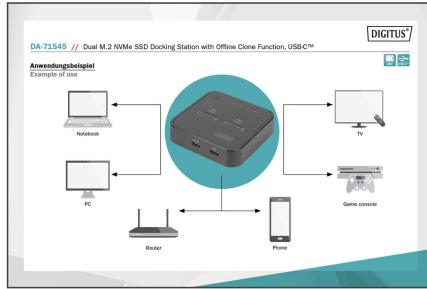 DIGITUS®
DA-71545 // Dual M.2 NVMe SSD Docking Station with Offline Clone Function, USB-C™
Anwendungsbeispiel
Example of use
Notebook
TV
PC
Game console
Router
Phone